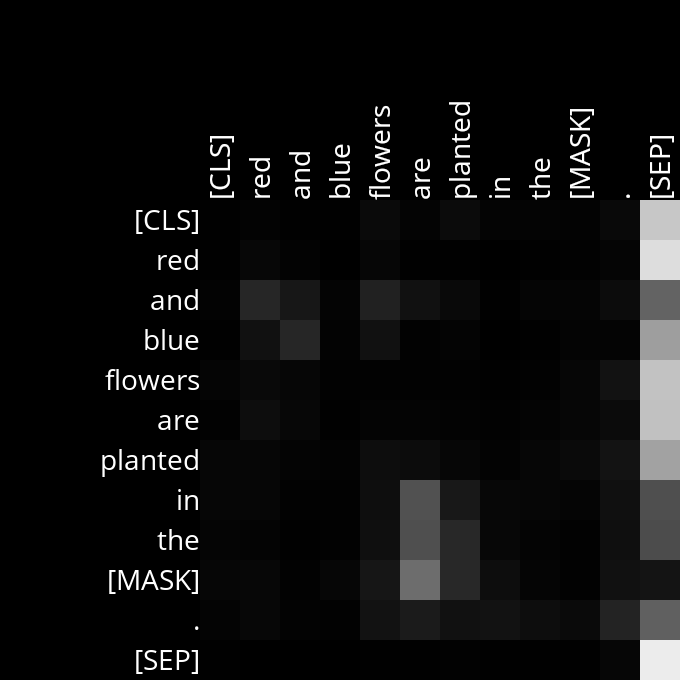 [CLS] red and blue flowers are planted in the [MASK] . [SEP]
[CLS]
red
and
blue
flowers
are
planted
in
the
[MASK]
.
[SEP]